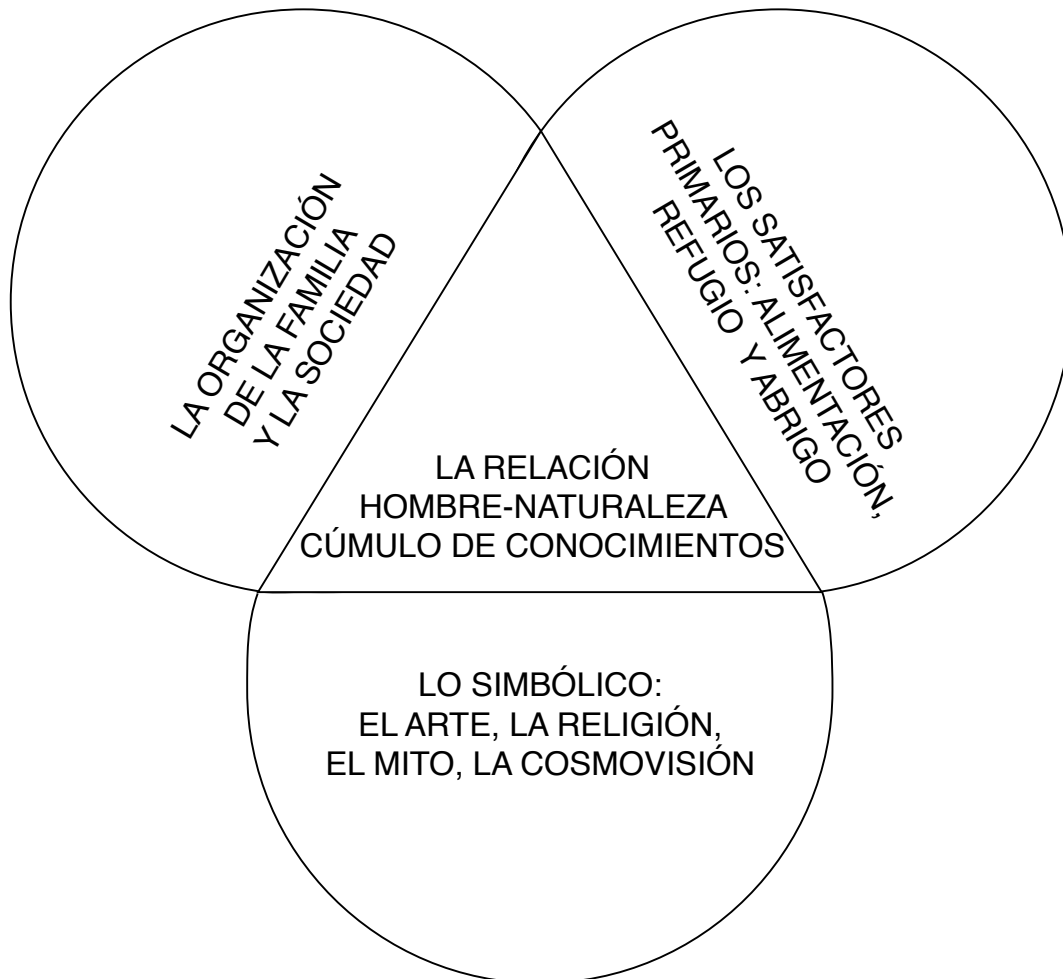 LA ORGANIZACIÓN
DE LA FAMILIA
Y LA SOCIEDAD
LOS SATISFACTORES
PRIMARIOS: ALIMENTACIÓN,
REFUGIO Y ABRIGO
LA RELACIÓN
HOMBRE-NATURALEZA
CÚMULO DE CONOCIMIENTOS
LO SIMBÓLICO:
EL ARTE, LA RELIGIÓN,
EL MITO, LA COSMOVISIÓN